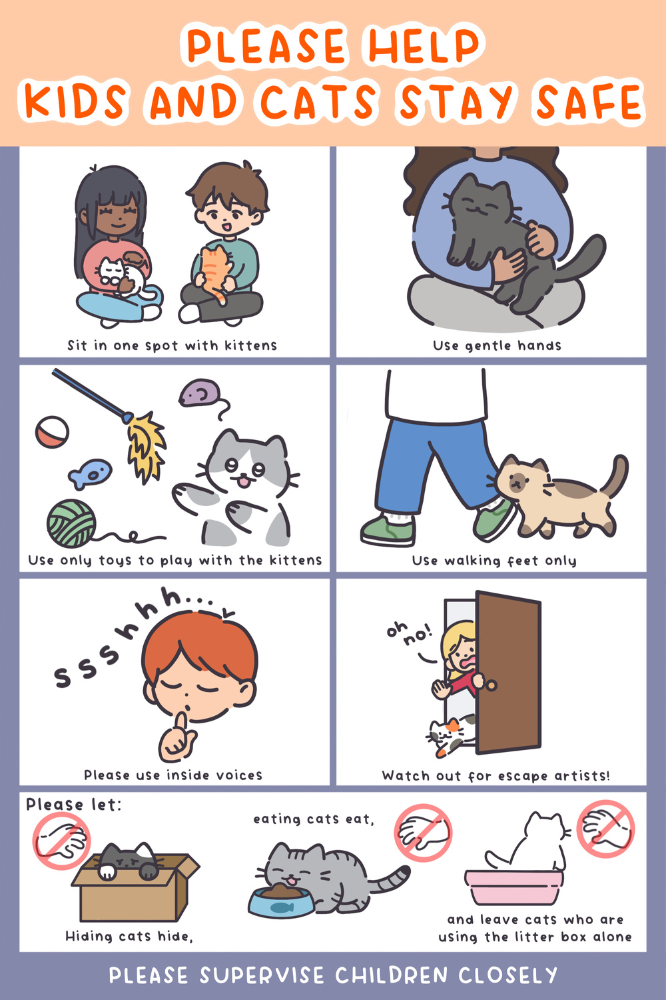 PLEASE HELP
KIDS AND CATS STAY SAFE
Sit in one spot with kittens
Use gentle hands
Use only toys to play with the kittens
Use walking feet only
ssshhh...
Please use inside voices
oh
no!
Watch out for escape artists!
Please let:
Hiding cats hide,
eating cats eat,
and leave cats who are
using the litter box alone
PLEASE SUPERVISE CHILDREN CLOSELY